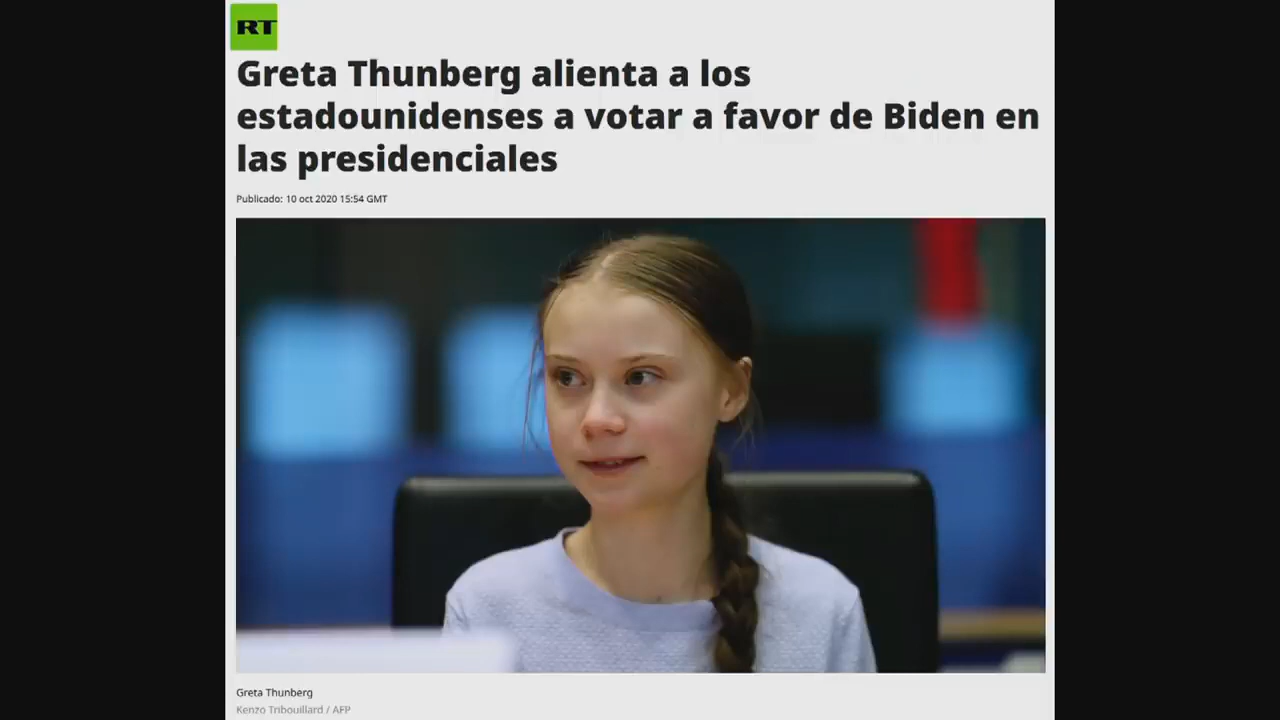 RT
Greta Thunberg alienta a los
estadounidenses a votar a favor de Biden en
las presidenciales
Publicado: 10 oct 2020 15:54 GMT
Greta Thunberg
Kenzo Tribouillard / AFP